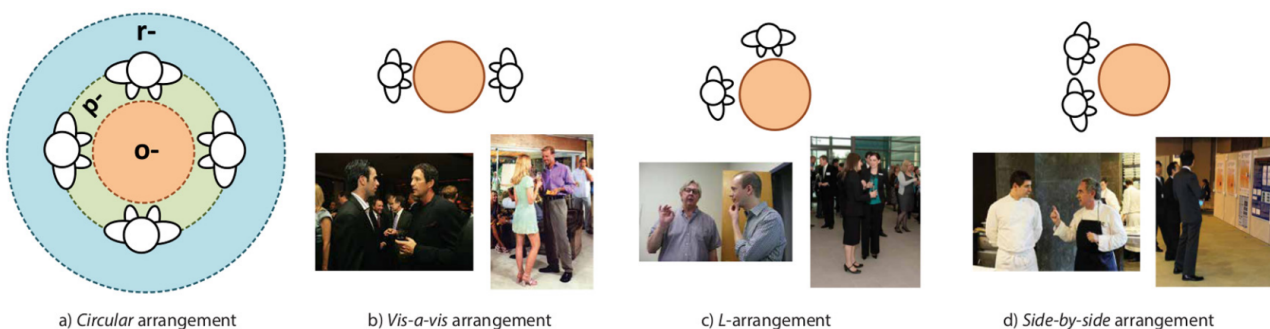 r-
p-
o-
a) Circular arrangement
b) Vis-a-vis arrangement
c) L-arrangement
d) Side-by-side arrangement